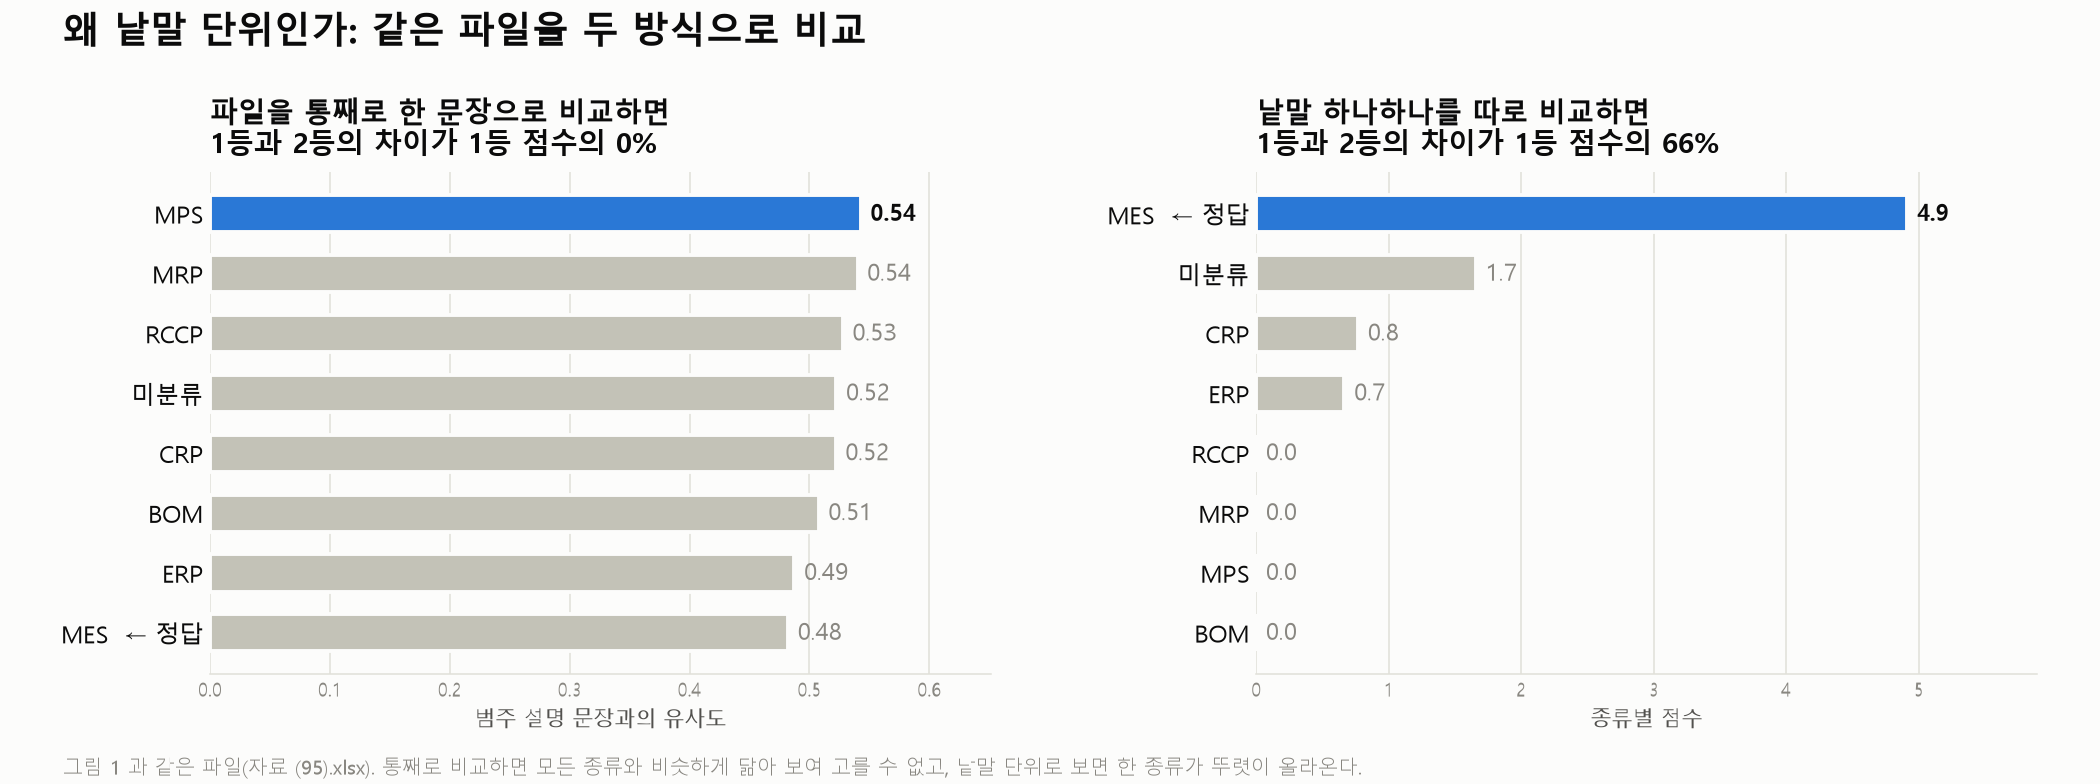 왜 낱말 단위인가: 같은 파일을 두 방식으로 비교
파일을 통째로 한 문장으로 비교하면
1등과 2등의 차이가 1등 점수의 0%
MPS 0.54
MRP 0.54
RCCP 0.53
미분류 0.52
CRP 0.52
BOM 0.51
ERP 0.49
MES ← 정답 0.48
0.0 0.1 0.2 0.3 0.4 0.5 0.6
범주 설명 문장과의 유사도
낱말 하나하나를 따로 비교하면
1등과 2등의 차이가 1등 점수의 66%
MES ← 정답 4.9
미분류 1.7
CRP 0.8
ERP 0.7
RCCP 0.0
MRP 0.0
MPS 0.0
BOM 0.0
0 1 2 3 4 5
종류별 점수
그림 1 과 같은 파일(자료 (95).xlsx). 통째로 비교하면 모든 종류와 비슷하게 닮아 보여 고를 수 없고, 낱말 단위로 보면 한 종류가 뚜렷이 올라온다.